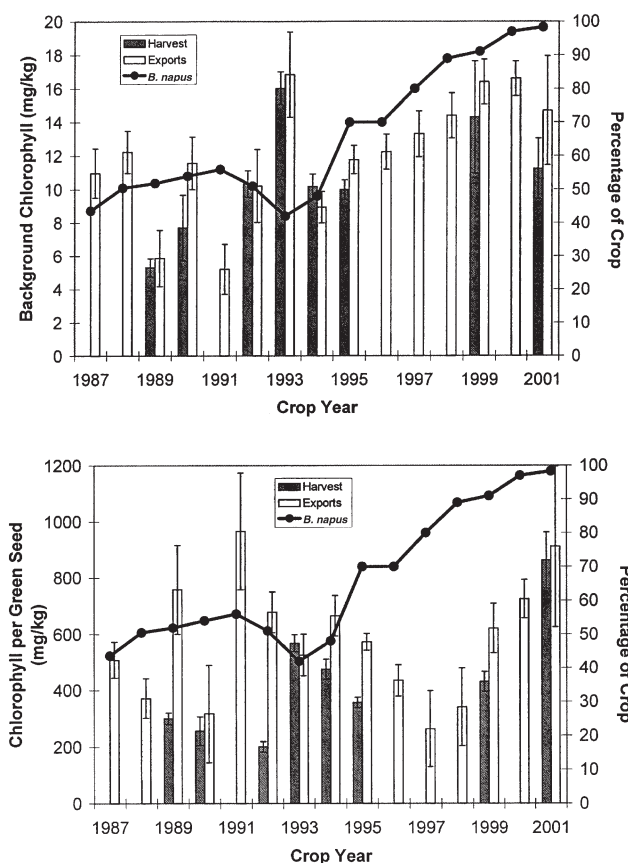 20
18
16
14
12
10
8
6
4
2
0
Background Chlorophyll (mg/kg)
Harvest
Exports
B. napus
100
90
80
70
60
50
40
30
20
10
0
Percentage of Crop
1987 1989 1991 1993 1995 1997 1999 2001
Crop Year
1200
1000
800
600
400
200
0
Chlorophyll per Green Seed
(mg/kg)
Harvest
Exports
B. napus
100
90
80
70
60
50
40
30
20
10
0
Percentage of Crop
1987 1989 1991 1993 1995 1997 1999 2001
Crop Year